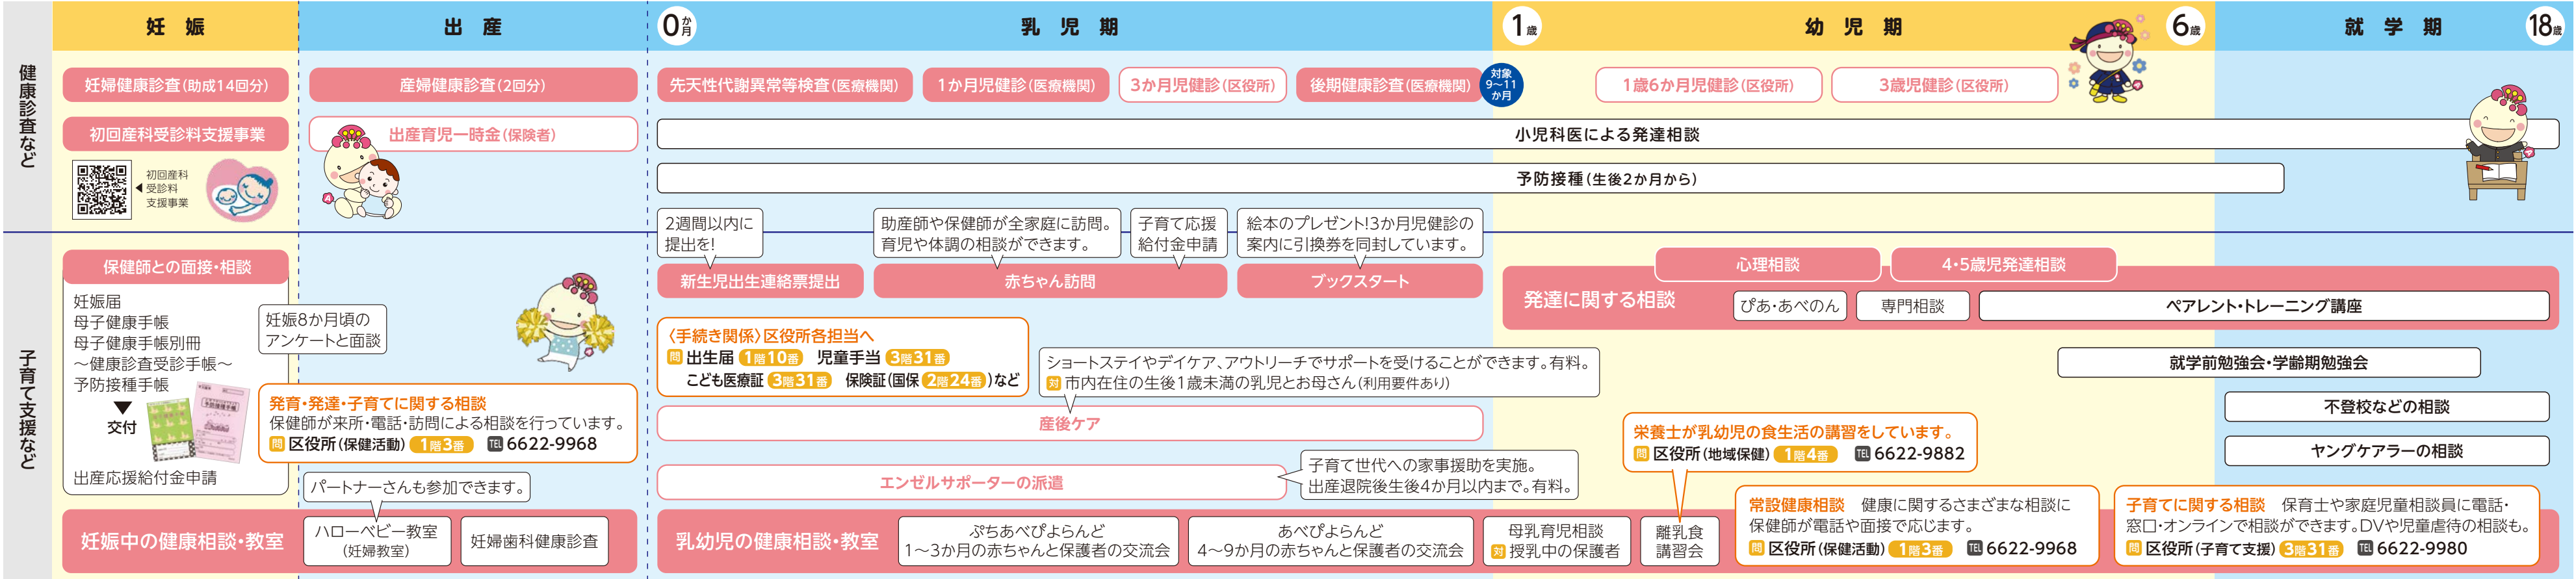 妊娠
出産
0か月
乳児期
1歳
幼児期
6歳
就学期
18歳
健康診査など
妊婦健康診査(助成14回分)
産婦健康診査(2回分)
先天性代謝異常等検査(医療機関)
1か月児健診(医療機関)
3か月児健診(区役所)
後期健康診査(医療機関)
対象
9〜11
か月
1歳6か月児健診(区役所)
3歳児健診(区役所)
初回産科受診料支援事業
出産育児一時金(保険者)
小児科医による発達相談
初回産科
受診料
支援事業
予防接種(生後2か月から)
子育て支援など
2週間以内に
提出を!
助産師や保健師が全家庭に訪問。
育児や体調の相談ができます。
子育て応援
給付金申請
絵本のプレゼント!3か月児健診の
案内に引換券を同封しています。
保健師との面接・相談
新生児出生連絡票提出
赤ちゃん訪問
ブックスタート
心理相談
4・5歳児発達相談
発達に関する相談
ぴあ・あべのん
専門相談
ペアレント・トレーニング講座
妊娠届
母子健康手帳
母子健康手帳別冊
〜健康診査受診手帳〜
予防接種手帳
▼
交付
出産応援給付金申請
妊娠8か月頃の
アンケートと面談
〈手続き関係〉区役所各担当へ
問 出生届 1階10番 児童手当 3階31番
こども医療証 3階31番 保険証(国保 2階24番)など
ショートステイやデイケア、アウトリーチでサポートを受けることができます。有料。
対 市内在住の生後1歳未満の乳児とお母さん(利用要件あり)
就学前勉強会・学齢期勉強会
発育・発達・子育てに関する相談
保健師が来所・電話・訪問による相談を行っています。
問 区役所(保健活動) 1階3番 TEL 6622-9968
産後ケア
不登校などの相談
栄養士が乳幼児の食生活の講習をしています。
問 区役所(地域保健) 1階4番 TEL 6622-9882
ヤングケアラーの相談
パートナーさんも参加できます。
エンゼルサポーターの派遣
子育て世代への家事援助を実施。
出産退院後生後4か月以内まで。有料。
妊娠中の健康相談・教室
ハローベビー教室
(妊婦教室)
妊婦歯科健康診査
乳幼児の健康相談・教室
ぷちあべぴよらんど
1〜3か月の赤ちゃんと保護者の交流会
あべぴよらんど
4〜9か月の赤ちゃんと保護者の交流会
母乳育児相談
対 授乳中の保護者
離乳食
講習会
常設健康相談 健康に関するさまざまな相談に
保健師が電話や面接で応じます。
問 区役所(保健活動) 1階3番 TEL 6622-9968
子育てに関する相談 保育士や家庭児童相談員に電話・
窓口・オンラインで相談ができます。DVや児童虐待の相談も。
問 区役所(子育て支援) 3階31番 TEL 6622-9980